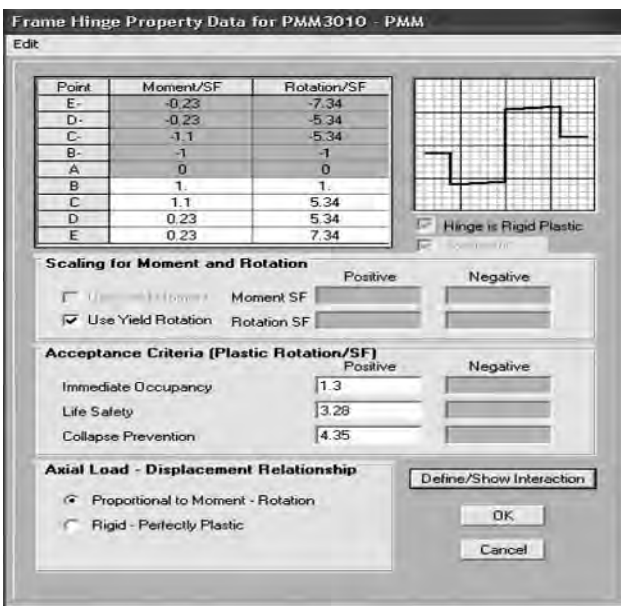 Frame Hinge Property Data for PMM3010 - PMM
Edit
Point Moment/SF Rotation/SF
E- -0.23 -7.34
D- -0.23 -5.34
C- -1.1 -5.34
B- -1 -1
A 0 0
B 1. 1.
C 1.1 5.34
D 0.23 5.34
E 0.23 7.34
Hinge is Rigid Plastic
Scaling for Moment and Rotation
Positive Negative
Moment SF
Use Yield Rotation Rotation SF
Acceptance Criteria (Plastic Rotation/SF)
Positive Negative
Immediate Occupancy 1.3
Life Safety 3.28
Collapse Prevention 4.35
Axial Load - Displacement Relationship
Proportional to Moment - Rotation
Rigid - Perfectly Plastic
Define/Show Interaction
OK
Cancel